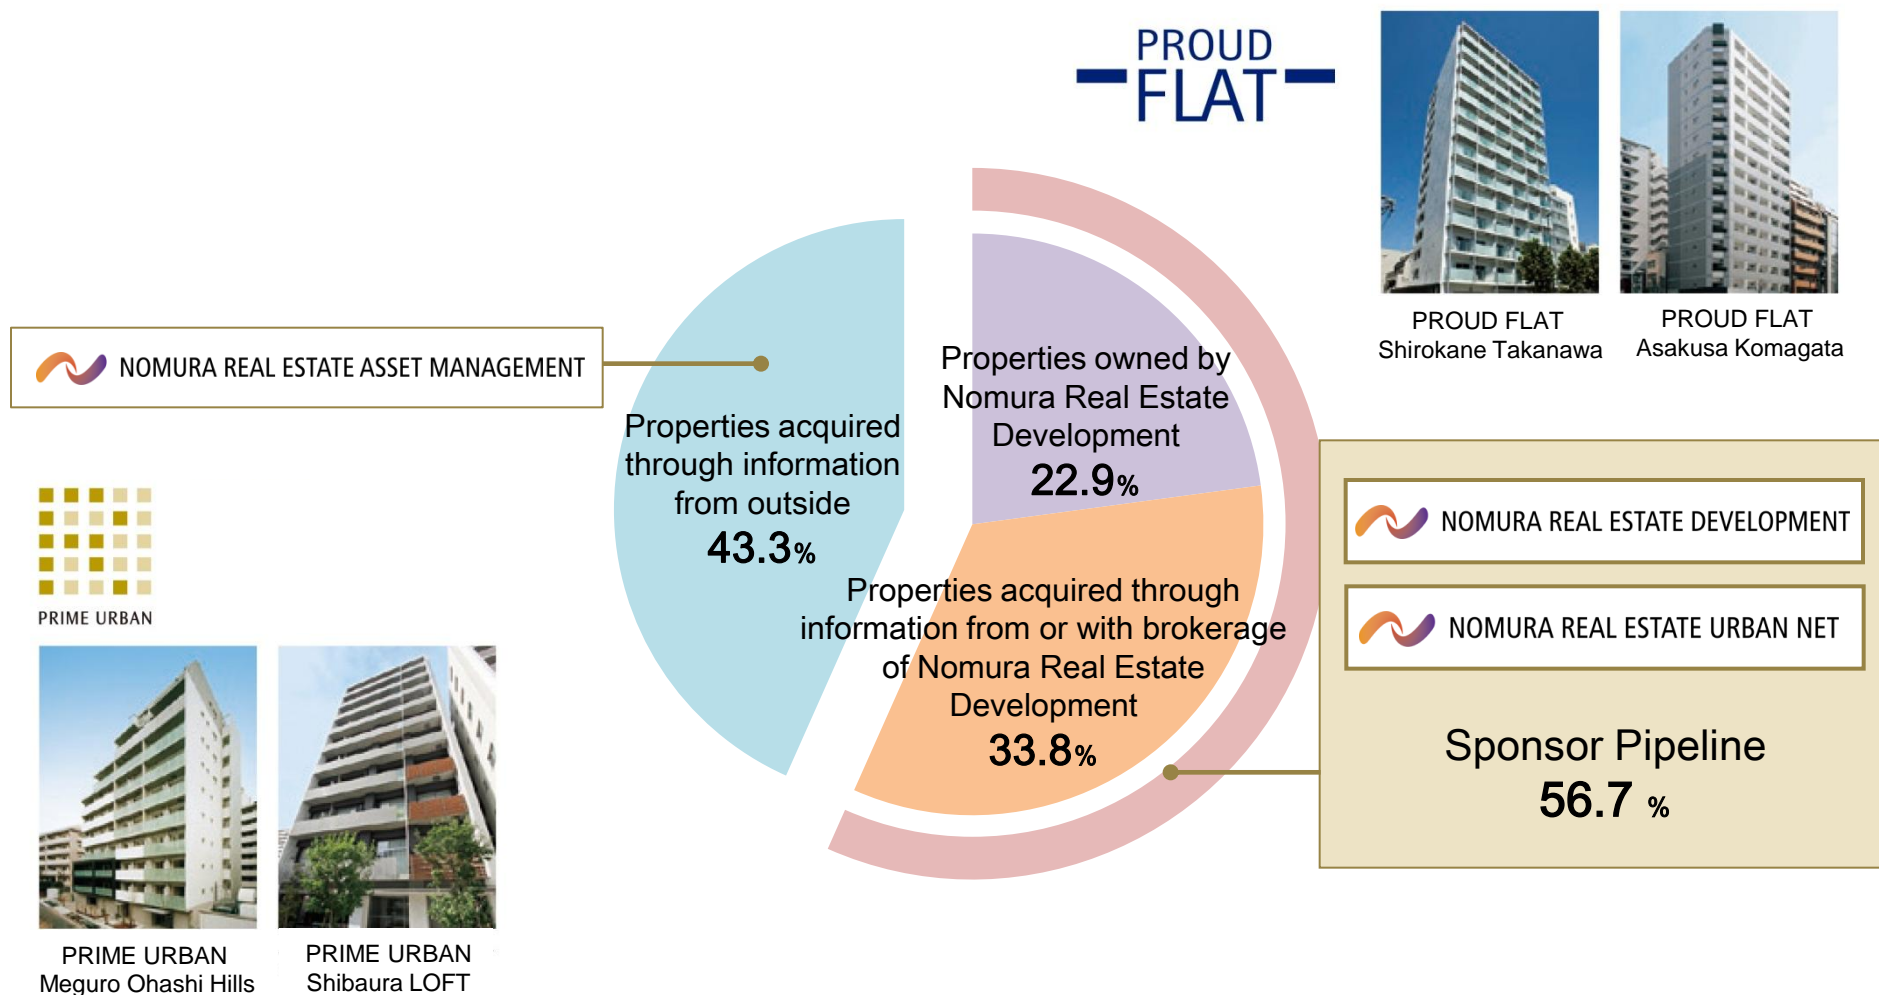 PROUD
FLAT
PROUD FLAT
Shirokane Takanawa
PROUD FLAT
Asakusa Komagata
NOMURA REAL ESTATE ASSET MANAGEMENT
Properties acquired
through information
from outside
43.3%
Properties owned by
Nomura Real Estate
Development
22.9%
Properties acquired through
information from or with brokerage
of Nomura Real Estate
Development
33.8%
NOMURA REAL ESTATE DEVELOPMENT
NOMURA REAL ESTATE URBAN NET
Sponsor Pipeline
56.7 %
PRIME URBAN
PRIME URBAN
Meguro Ohashi Hills
PRIME URBAN
Shibaura LOFT